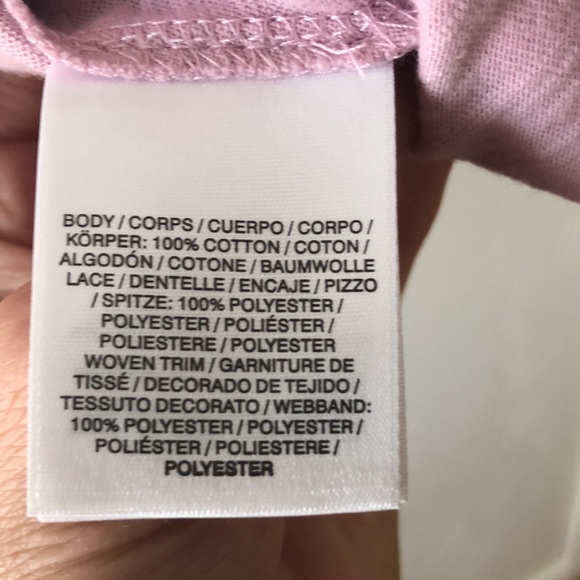 BODY / CORPS / CUERPO / CORPO /
KÖRPER: 100% COTTON / COTON /
ALGODÓN / COTONE / BAUMWOLLE
LACE / DENTELLE / ENCAJE / PIZZO
/ SPITZE: 100% POLYESTER /
POLYESTER / POLIÉSTER /
POLIESTERE / POLYESTER
WOVEN TRIM / GARNITURE DE
TISSÉ / DECORADO DE TEJIDO /
TESSUTO DECORATO / WEBBAND:
100% POLYESTER / POLYESTER /
POLIÉSTER / POLIESTERE /
POLYESTER